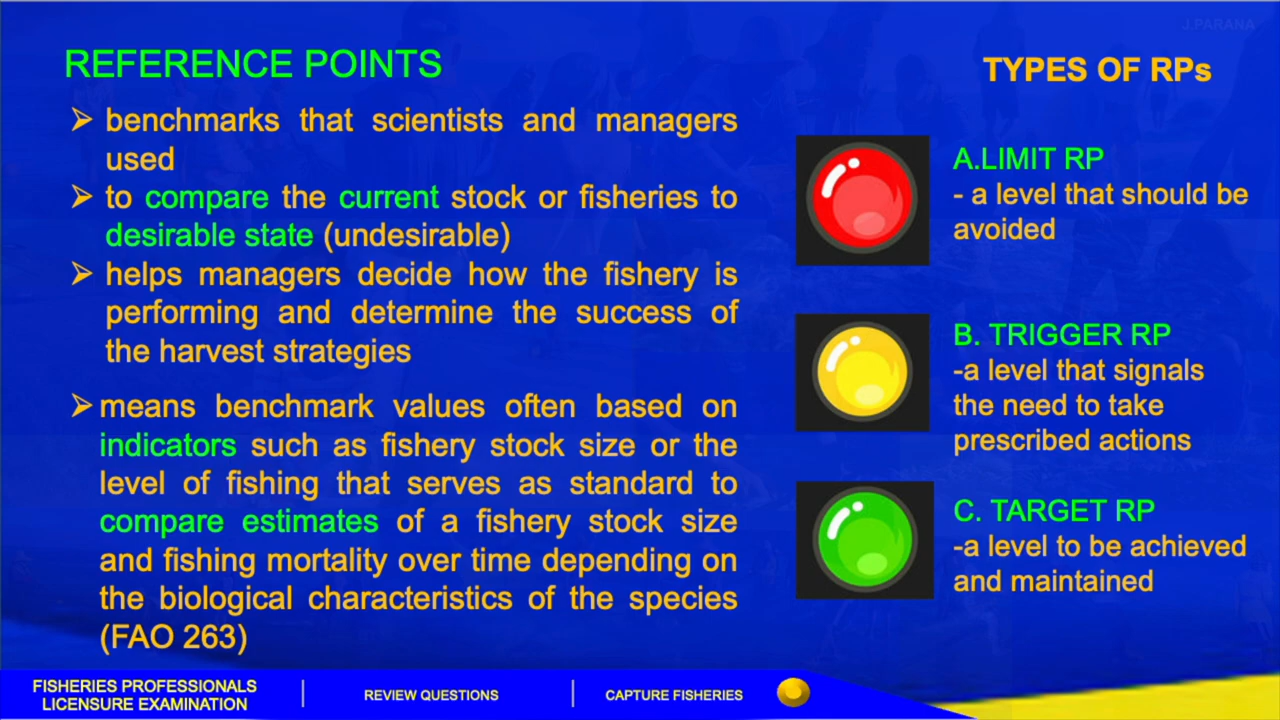 J.PARANA
REFERENCE POINTS
➢ benchmarks that scientists and managers
used
➢ to compare the current stock or fisheries to
desirable state (undesirable)
➢ helps managers decide how the fishery is
performing and determine the success of
the harvest strategies
➢ means benchmark values often based on
indicators such as fishery stock size or the
level of fishing that serves as standard to
compare estimates of a fishery stock size
and fishing mortality over time depending on
the biological characteristics of the species
(FAO 263)
TYPES OF RPs
A.LIMIT RP
- a level that should be
avoided
B. TRIGGER RP
-a level that signals
the need to take
prescribed actions
C. TARGET RP
-a level to be achieved
and maintained
FISHERIES PROFESSIONALS
LICENSURE EXAMINATION
REVIEW QUESTIONS
CAPTURE FISHERIES